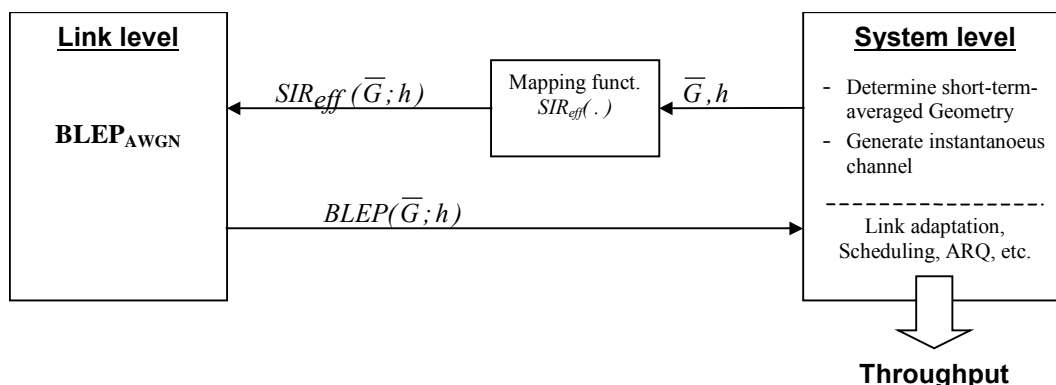 Link level
BLEP_AWGN
SIR_eff(G̅;h)
Mapping funct.
SIR_eff( . )
G̅,h
BLEP(G̅;h)
System level
- Determine short-term-
averaged Geometry
- Generate instantanoeus
channel
Link adaptation,
Scheduling, ARQ, etc.
Throughput